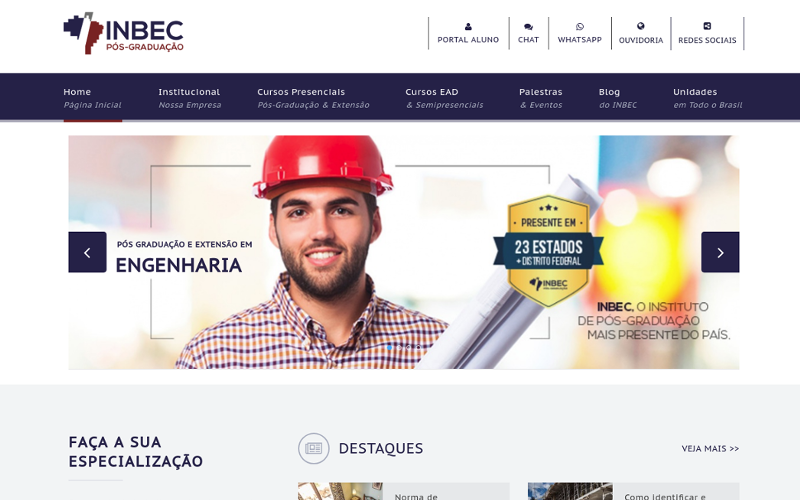 INBEC
PÓS-GRADUAÇÃO
PORTAL ALUNO
CHAT
WHATSAPP
OUVIDORIA
REDES SOCIAIS
Home
Página Inicial
Institucional
Nossa Empresa
Cursos Presenciais
Pós-Graduação & Extensão
Cursos EAD
& Semipresenciais
Palestras
& Eventos
Blog
do INBEC
Unidades
em Todo o Brasil
PÓS GRADUAÇÃO E EXTENSÃO EM
ENGENHARIA
PRESENTE EM
23 ESTADOS
+ DISTRITO FEDERAL
INBEC
PÓS-GRADUAÇÃO
INBEC, O INSTITUTO
DE PÓS-GRADUAÇÃO
MAIS PRESENTE DO PAÍS.
FAÇA A SUA
ESPECIALIZAÇÃO
DESTAQUES
VEJA MAIS >>
Norma de
Como identificar e